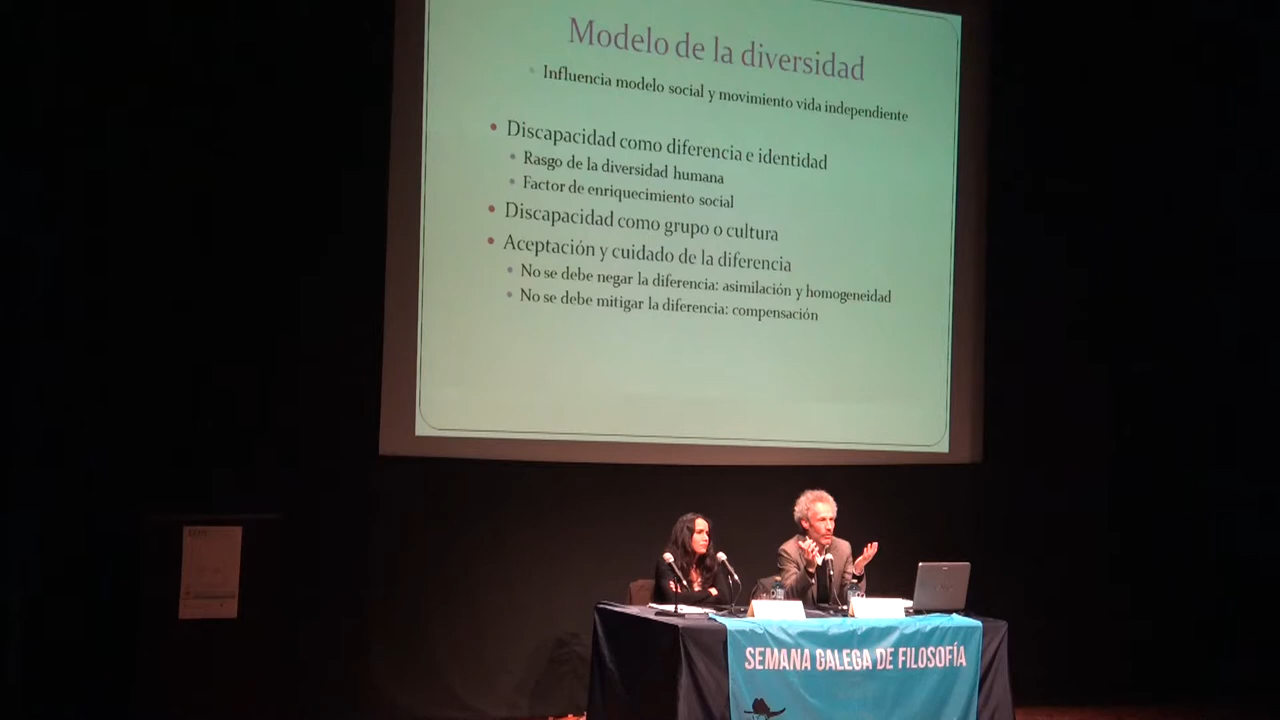 Modelo de la diversidad
Influencia modelo social y movimiento vida independiente
Discapacidad como diferencia e identidad
Rasgo de la diversidad humana
Factor de enriquecimiento social
Discapacidad como grupo o cultura
Aceptación y cuidado de la diferencia
No se debe negar la diferencia: asimilación y homogeneidad
No se debe mitigar la diferencia: compensación
SEMANA GALEGA DE FILOSOFÍA